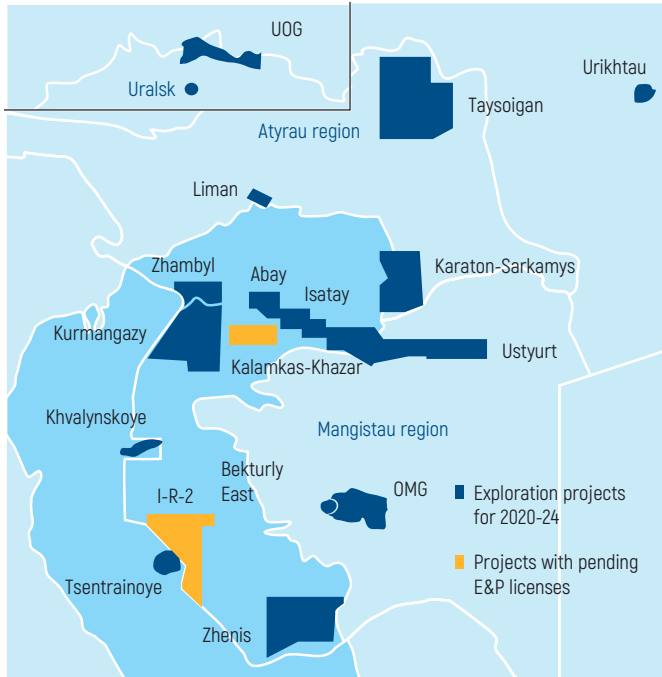 UOG
Uralsk
Urikhtau
Taysoigan
Atyrau region
Liman
Zhambyl
Abay
Isatay
Karaton-Sarkamys
Kurmangazy
Kalamkas-Khazar
Ustyurt
Khvalynskoye
Mangistau region
Bekturly
East
I-R-2
OMG
Exploration projects
for 2020-24
Tsentrainoye
Projects with pending
E&P licenses
Zhenis